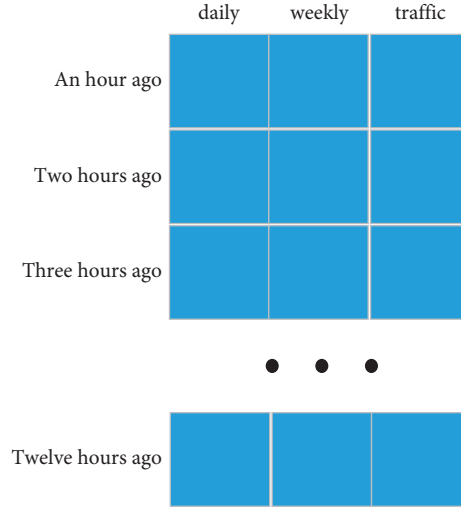 daily weekly traffic
An hour ago
Two hours ago
Three hours ago
Twelve hours ago